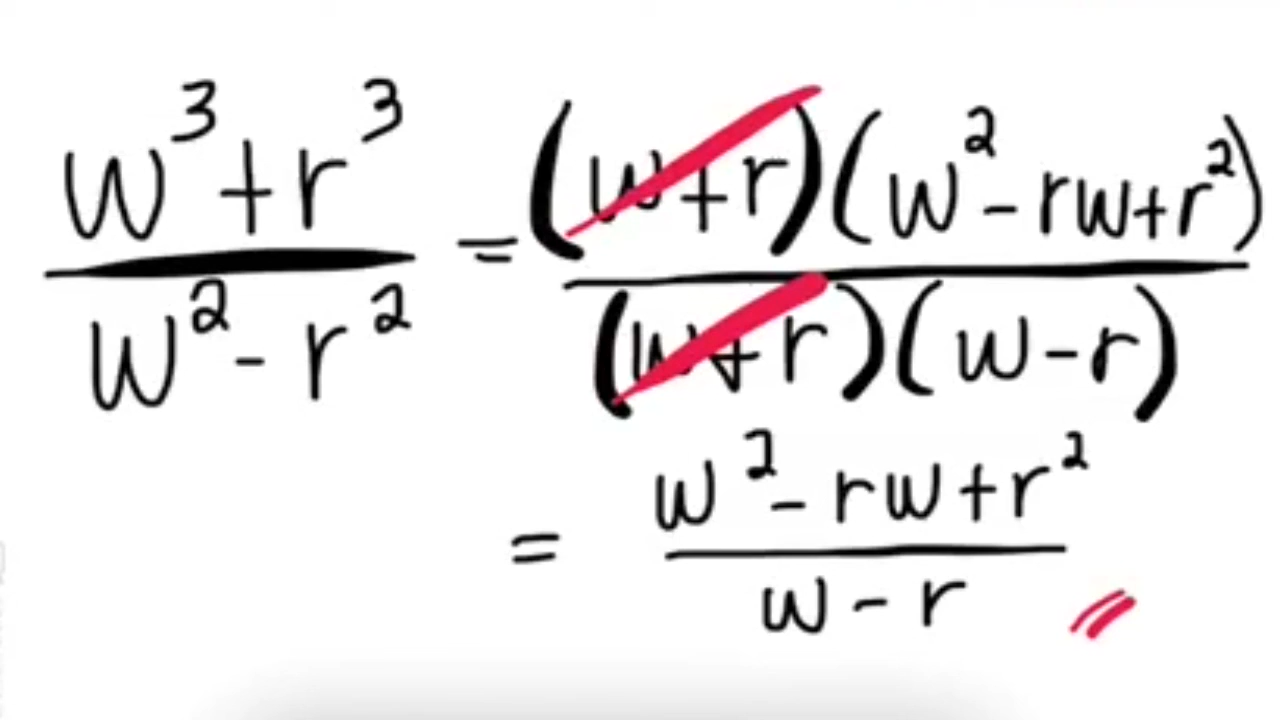 w³+r³ / w²-r² = (w+r)(w²-rw+r²) / (w+r)(w-r)
= w²-rw+r² / w-r